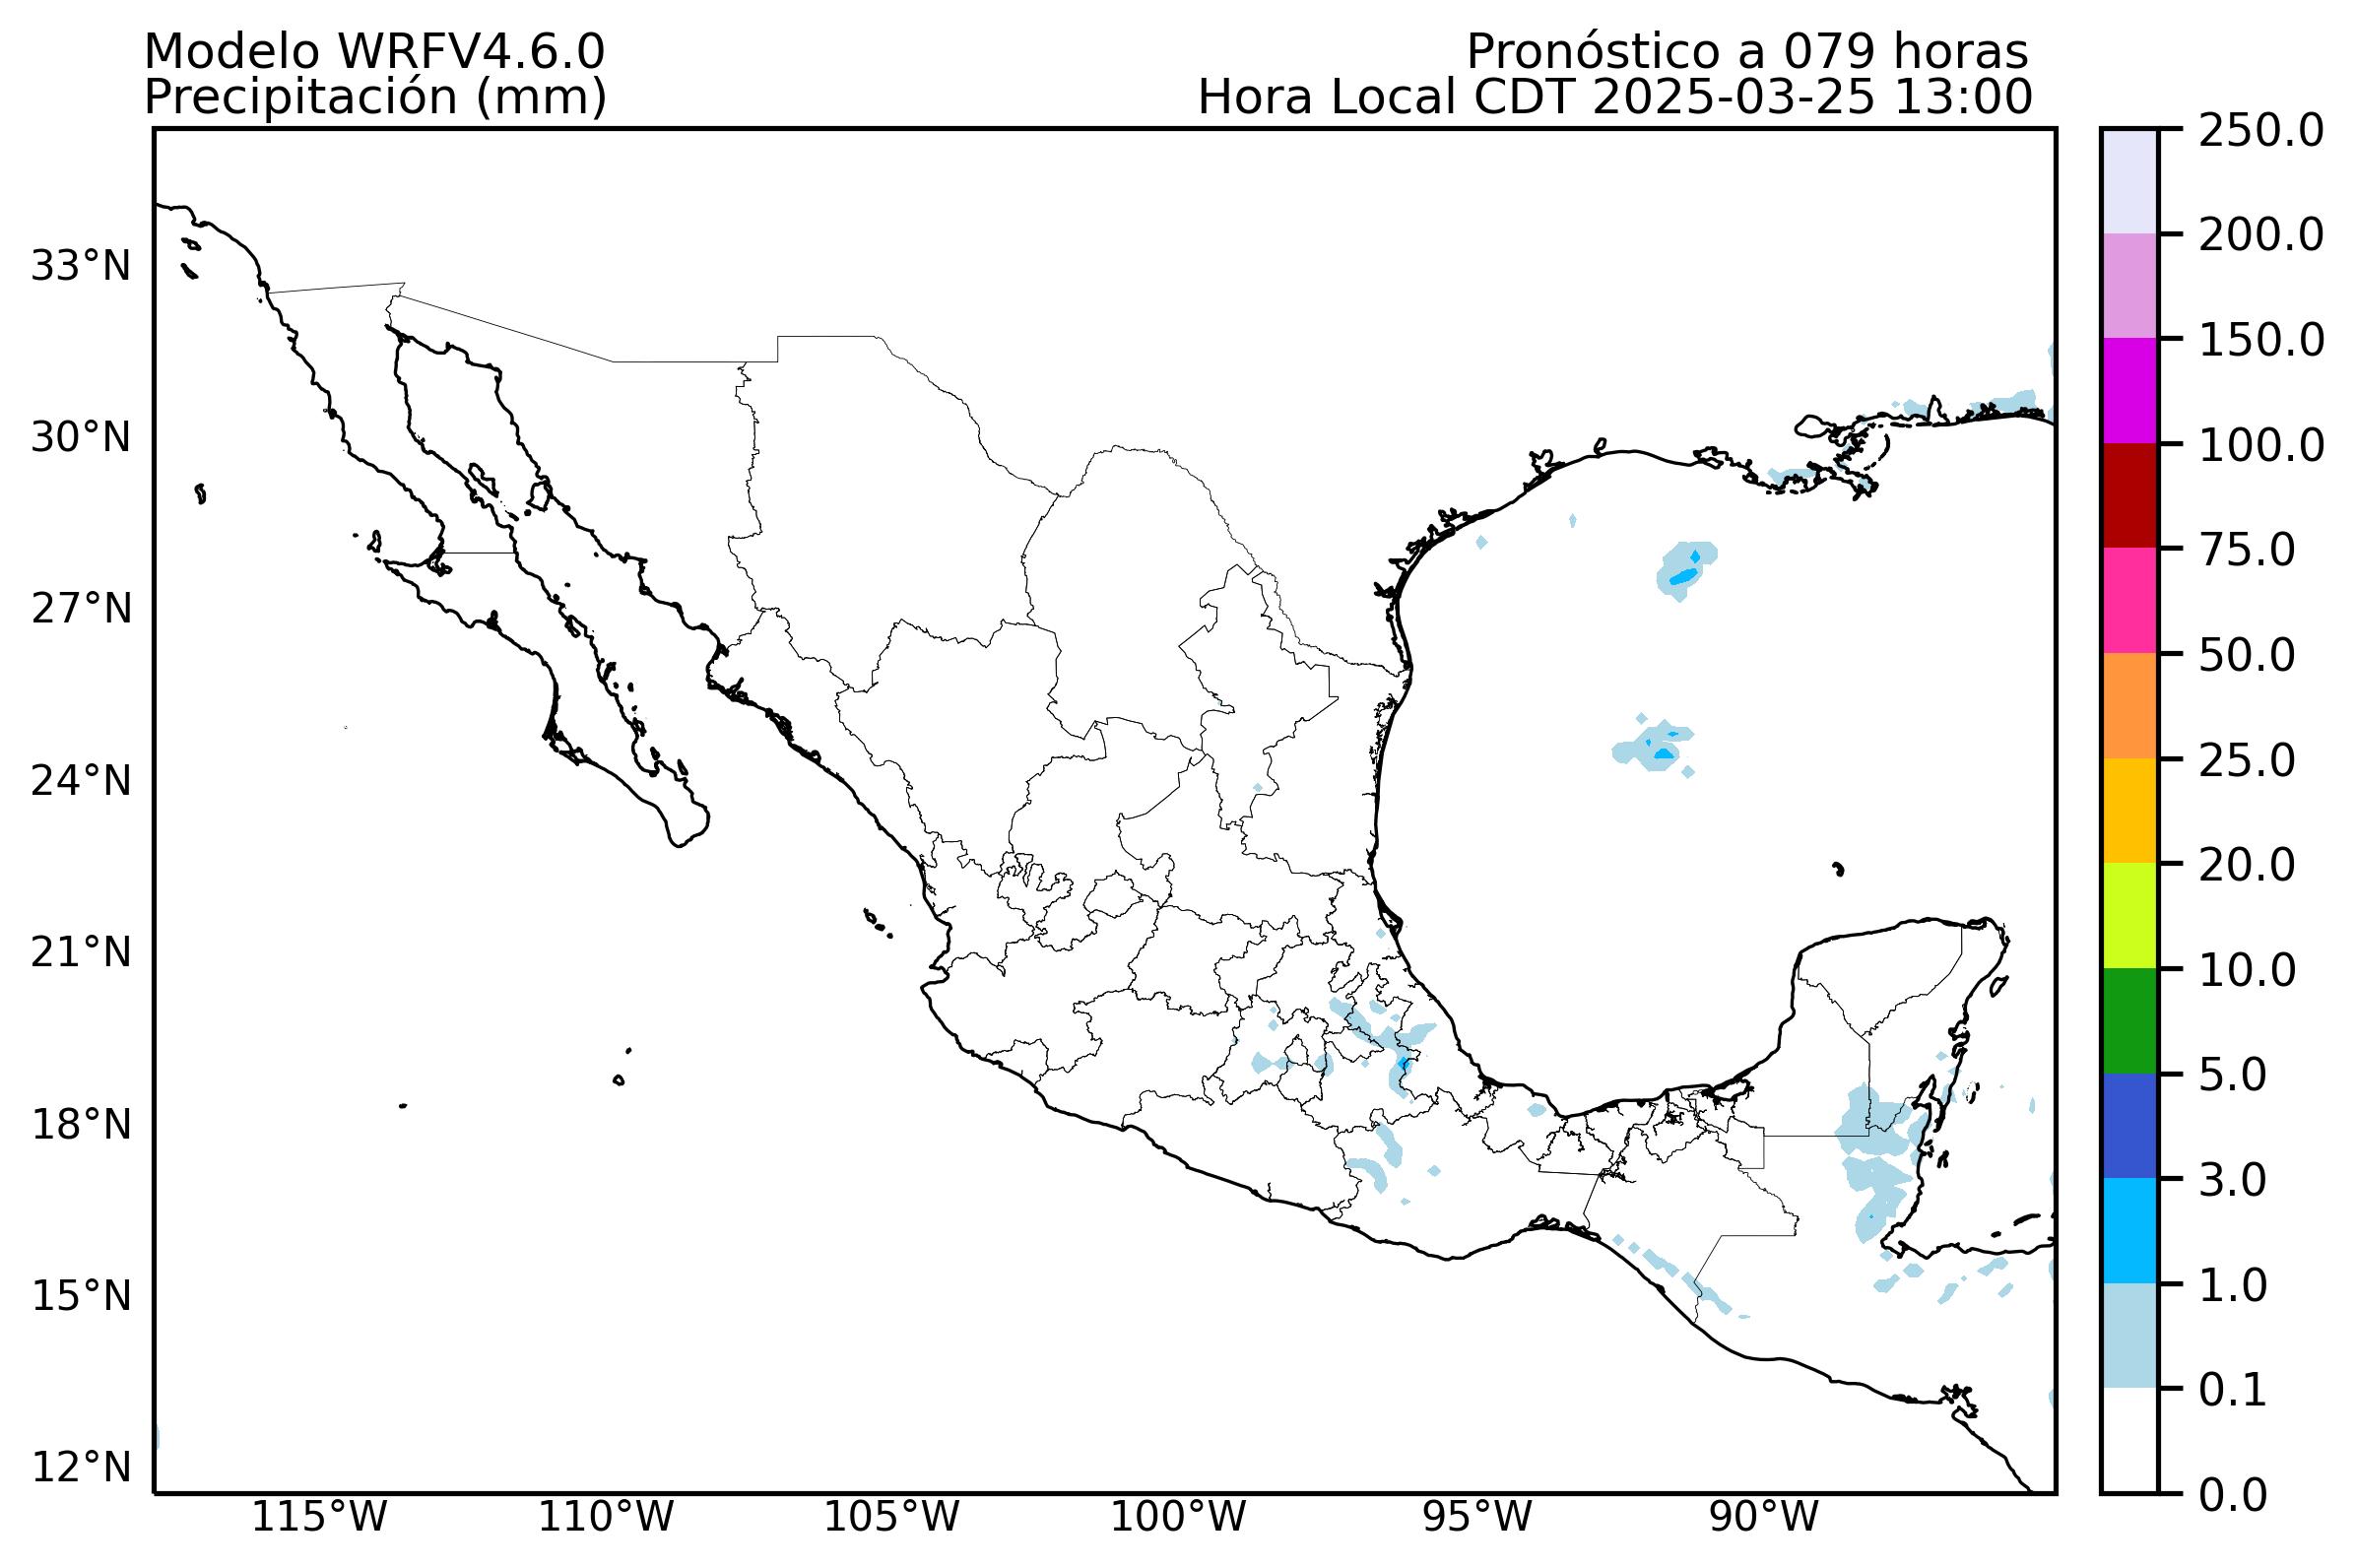 Modelo WRFV4.6.0
Precipitación (mm)
Pronóstico a 079 horas
Hora Local CDT 2025-03-25 13:00
33°N
30°N
27°N
24°N
21°N
18°N
15°N
12°N
115°W
110°W
105°W
100°W
95°W
90°W
250.0
200.0
150.0
100.0
75.0
50.0
25.0
20.0
10.0
5.0
3.0
1.0
0.1
0.0